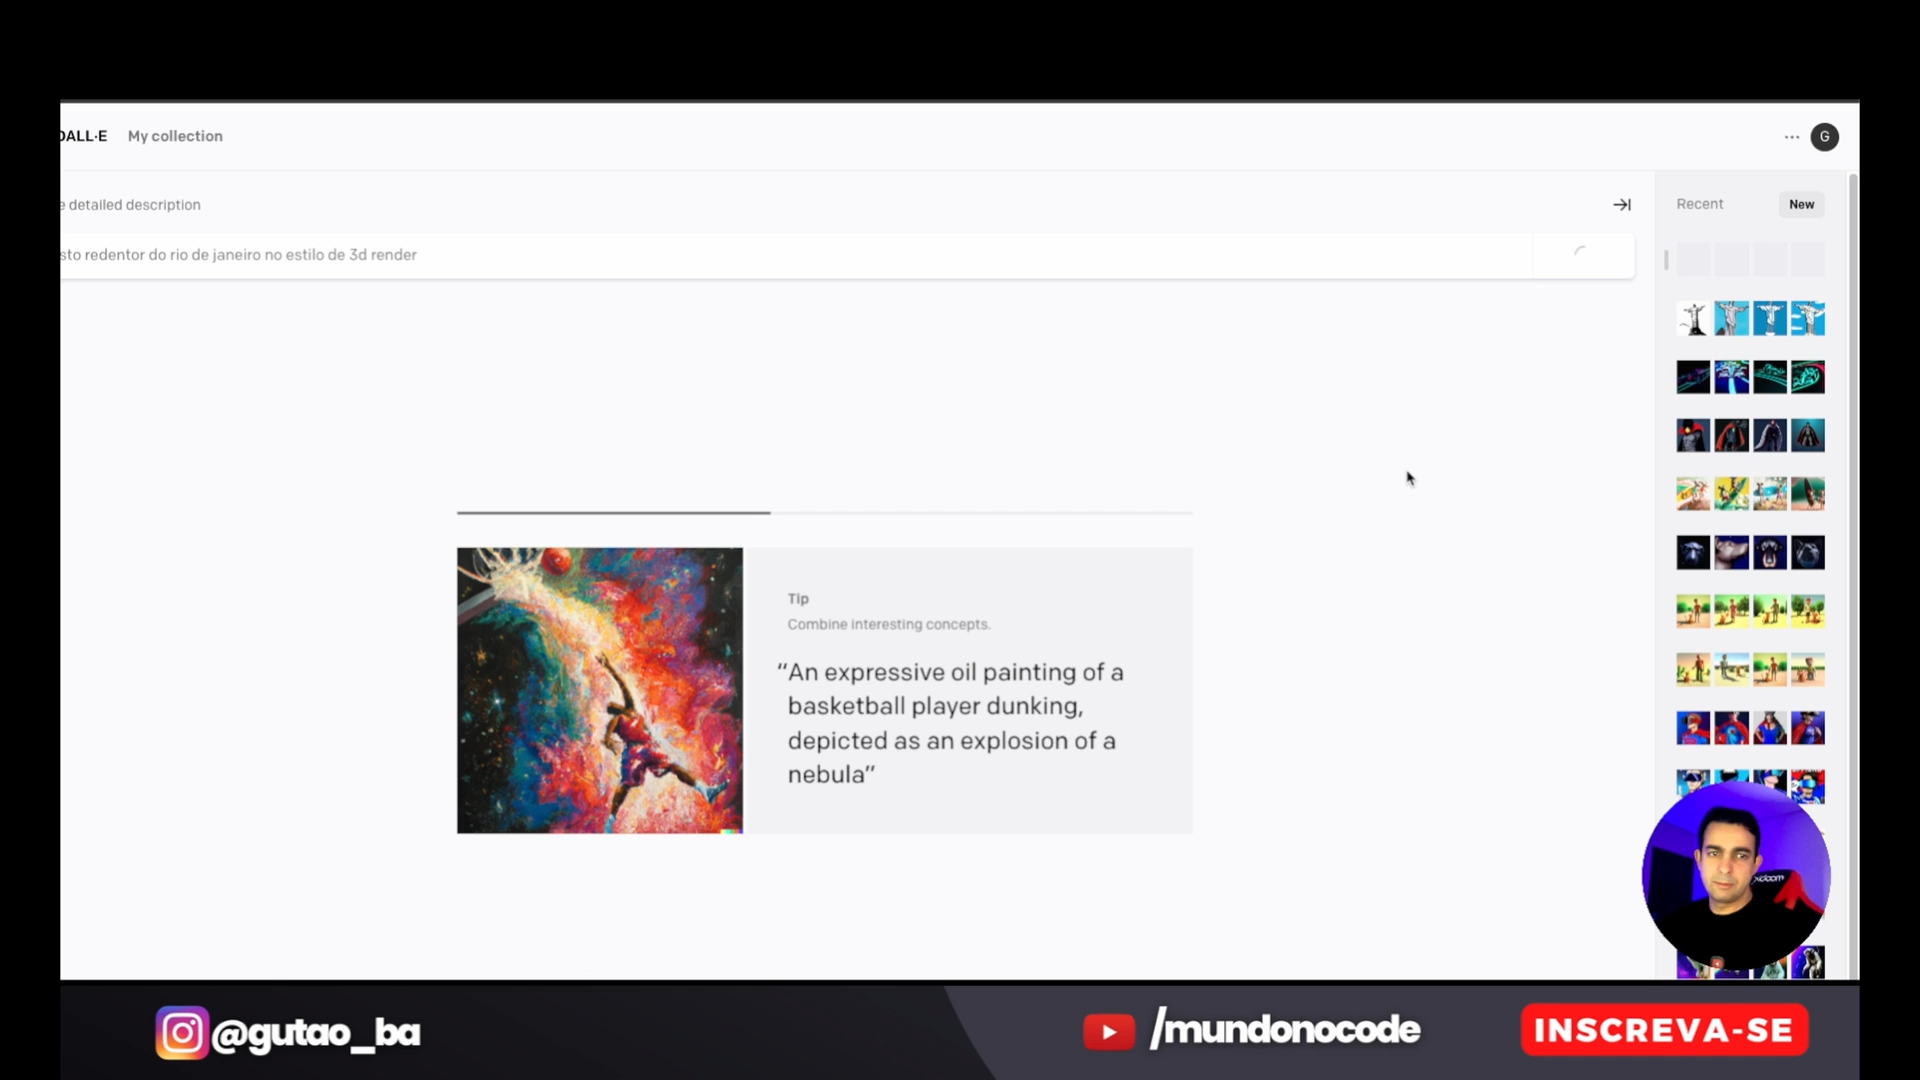 DALL·E My collection
... G
e detailed description
Recent New
sto redentor do rio de janeiro no estilo de 3d render
Tip
Combine interesting concepts.
“An expressive oil painting of a
basketball player dunking,
depicted as an explosion of a
nebula”
@gutao_ba
/mundonocode
INSCREVA-SE